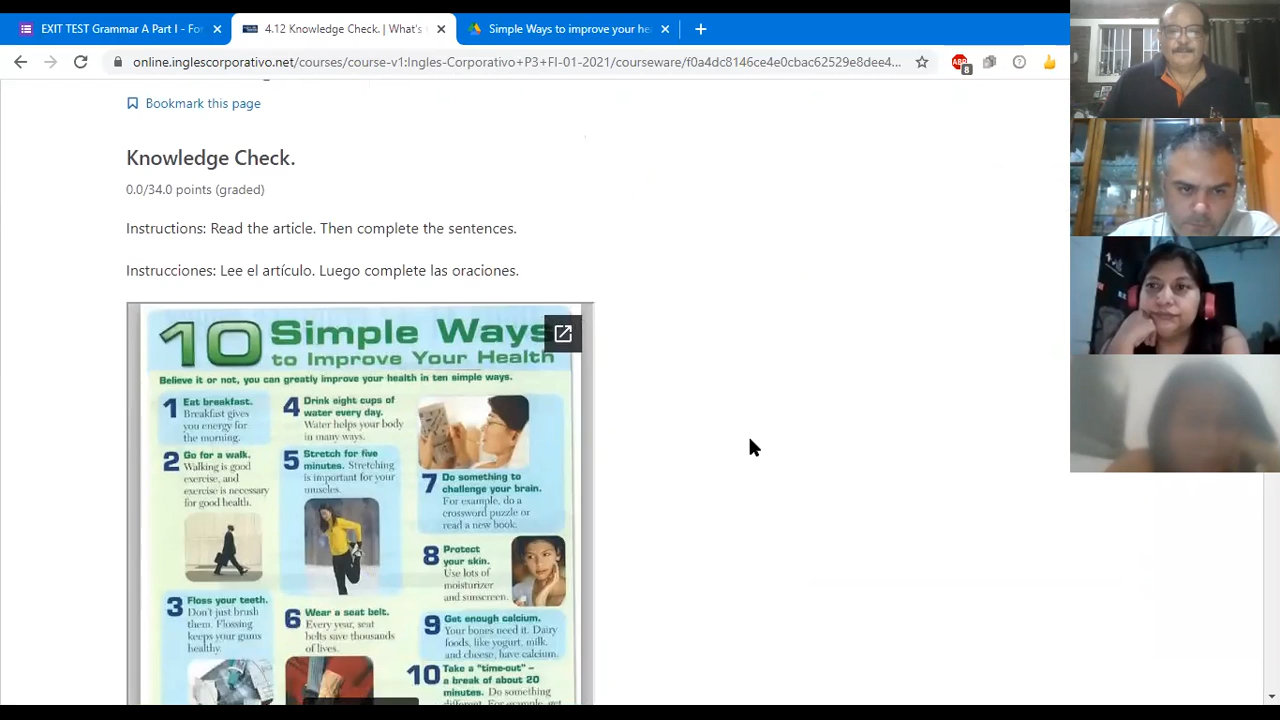 EXIT TEST Grammar A Part I - Fo
4.12 Knowledge Check. | What's
Simple Ways to improve your he
online.inglescorporativo.net/courses/course-v1:Ingles-Corporativo+P3+FI-01-2021/courseware/f0a4dc8146ce4e0cbac62529e8dee4...
8
Bookmark this page
Knowledge Check.
0.0/34.0 points (graded)
Instructions: Read the article. Then complete the sentences.
Instrucciones: Lee el artículo. Luego complete las oraciones.
10 Simple Ways
to Improve Your Health
Believe it or not, you can greatly improve your health in ten simple ways.
1 Eat breakfast.
Breakfast gives
you energy for
the morning.
2 Go for a walk.
Walking is good
exercise, and
exercise is necessary
for good health.
3 Floss your teeth.
Don't just brush
them. Flossing
keeps your gums
healthy.
4 Drink eight cups of
water every day.
Water helps your body
in many ways.
5 Stretch for five
minutes. Stretching
is important for your
muscles.
6 Wear a seat belt.
Every year, seat
belts save thousands
of lives.
7 Do something to
challenge your brain.
For example, do a
crossword puzzle or
read a new book.
8 Protect
your skin.
Use lots of
moisturizer
and sunscreen.
9 Get enough calcium.
Your bones need it. Dairy
foods, like yogurt, milk,
and cheese, have calcium.
10 Take a "time-out" –
a break of about 20
minutes. Do something
different. For example, get